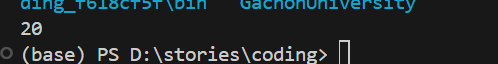 ding_f618cf5f\bin' 'GachonUniversity'
20
(base) PS D:\stories\coding>